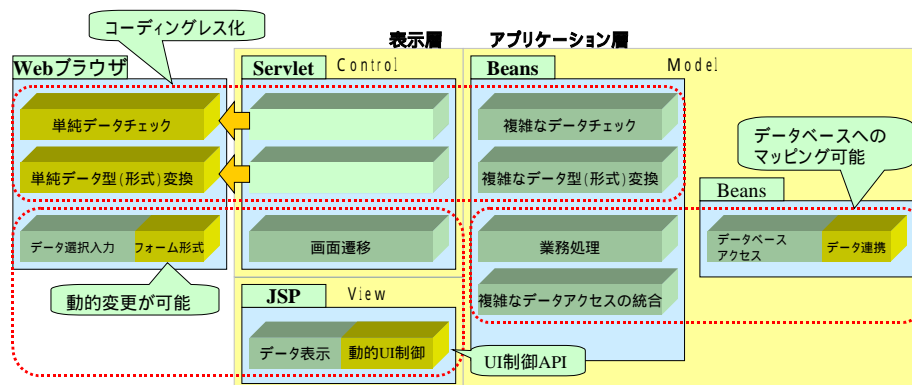 コーディングレス化
表示層
アプリケーション層
Webブラウザ
Servlet
Control
Beans
Model
単純データチェック
複雑なデータチェック
データベースへの
マッピング可能
単純データ型(形式)変換
複雑なデータ型(形式)変換
Beans
データ選択入力
フォーム形式
画面遷移
業務処理
データベース
アクセス
データ連携
動的変更が可能
JSP
View
複雑なデータアクセスの統合
データ表示
動的UI制御
UI制御API